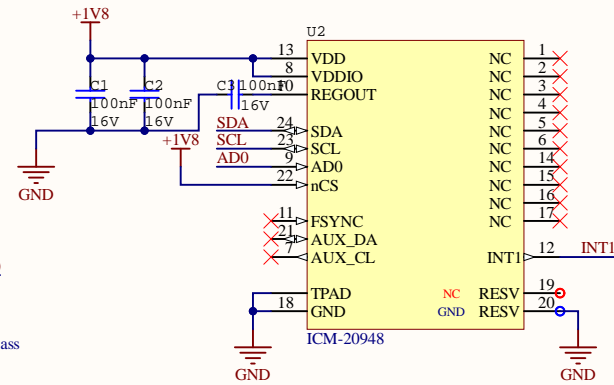 +1V8
U2
C1
100nF
16V
C2
100nF
16V
C3 100nF
16V
13 VDD
8 VDDIO
10 REGOUT
SDA 24 SDA
SCL 23 SCL
AD0 9 AD0
+1V8
22 nCS
11 FSYNC
21 AUX_DA
7 AUX_CL
TPAD
18 GND
NC 1
NC 2
NC 3
NC 4
NC 5
NC 6
NC 14
NC 15
NC 16
NC 17
INT1 12 INT1
NC RESV 19
GND RESV 20
ICM-20948
GND
GND
GND
ass